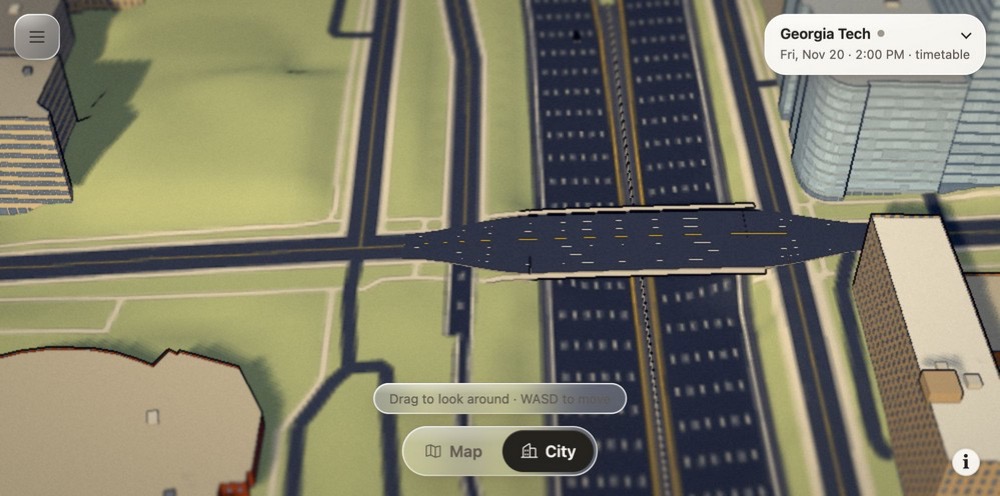 Georgia Tech
Fri, Nov 20 · 2:00 PM · timetable
Drag to look around · WASD to move
Map
City
i